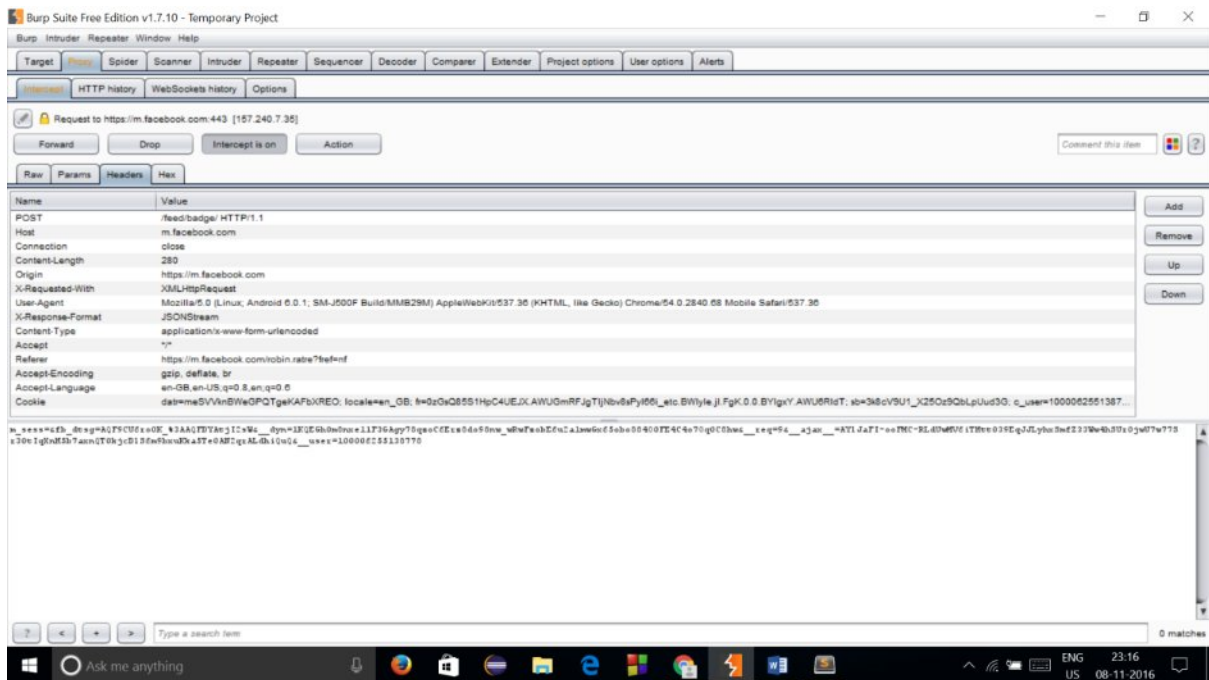 Burp Suite Free Edition v1.7.10 - Temporary Project
Burp Intruder Repeater Window Help
Target Proxy Spider Scanner Intruder Repeater Sequencer Decoder Comparer Extender Project options User options Alerts
Intercept HTTP history WebSockets history Options
Request to https://m.facebook.com:443 [157.240.7.36]
Forward Drop Intercept is on Action Comment this item ?
Raw Params Headers Hex
Name Value
POST /feed/badge/ HTTP/1.1
Host m.facebook.com
Connection close
Content-Length 280
Origin https://m.facebook.com
X-Requested-With XMLHttpRequest
User-Agent Mozilla/5.0 (Linux; Android 6.0.1; SM-J600F Build/MMB29M) AppleWebKit/537.36 (KHTML, like Gecko) Chrome/54.0.2840.68 Mobile Safari/537.36
X-Response-Format JSONStream
Content-Type application/x-www-form-urlencoded
Accept */*
Referer https://m.facebook.com/robin.ratre?fref=nf
Accept-Encoding gzip, deflate, br
Accept-Language en-GB,en-US;q=0.8,en;q=0.6
Cookie locale=en_GB;
Add
Remove
Up
Down
? < + > Type a search term 0 matches
Ask me anything
ENG
US
23:16
08-11-2016